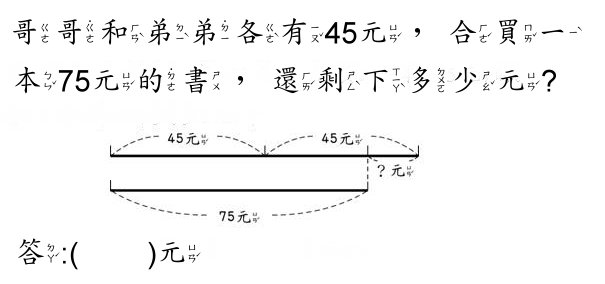 哥哥和弟弟各有45元，合買一
本75元的書，還剩下多少元?
45元 45元
?元
75元
答:(    )元